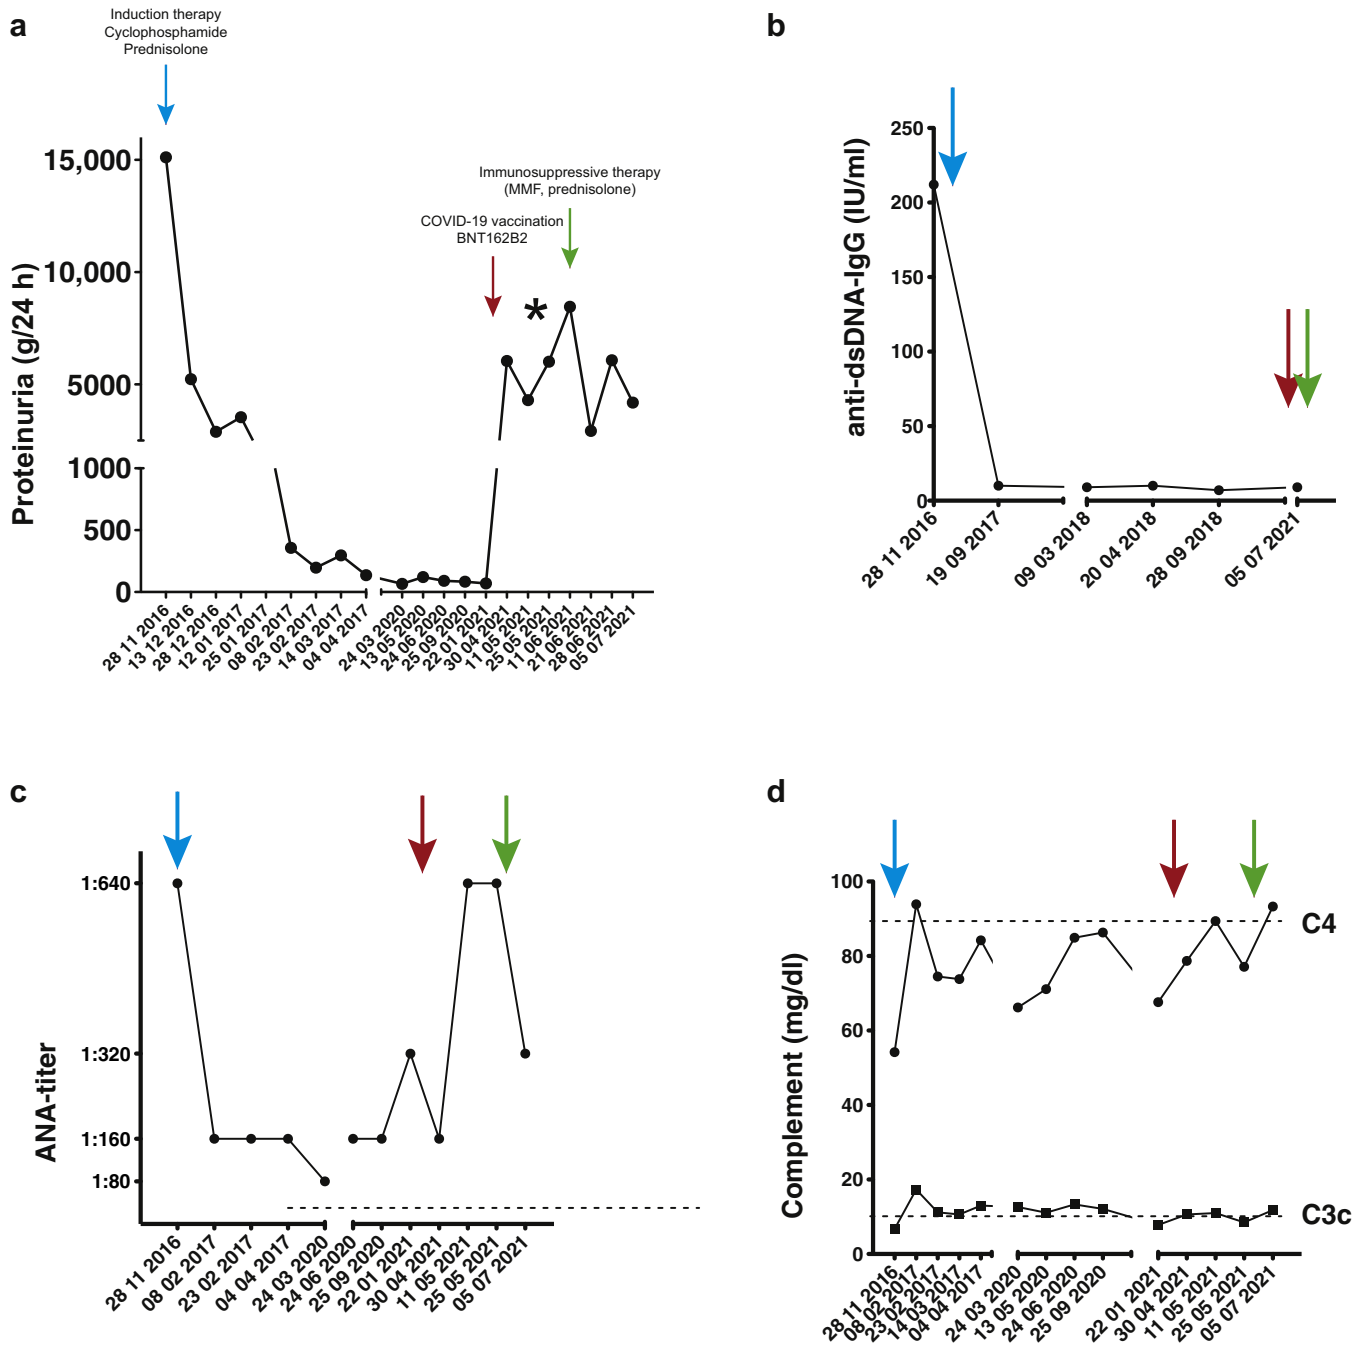 a
Induction therapy
Cyclophosphamide
Prednisolone
Immunosuppressive therapy
(MMF, prednisolone)
COVID-19 vaccination
BNT162B2
*
Proteinuria (g/24 h)
15,000
10,000
5000
1000
500
0
28 11 2016
13 12 2016
28 12 2016
12 01 2017
25 01 2017
08 02 2017
23 02 2017
14 03 2017
04 04 2017
24 03 2020
13 05 2020
24 06 2020
25 09 2020
22 01 2021
30 04 2021
11 05 2021
25 05 2021
11 06 2021
21 06 2021
28 06 2021
05 07 2021
b
anti-dsDNA-IgG (IU/ml)
250
200
150
100
50
0
28 11 2016
19 09 2017
09 03 2018
20 04 2018
28 09 2018
05 07 2021
c
ANA-titer
1:640
1:320
1:160
1:80
28 11 2016
08 02 2017
23 02 2017
04 04 2017
24 03 2020
24 06 2020
25 09 2020
22 01 2021
30 04 2021
11 05 2021
25 05 2021
05 07 2021
d
Complement (mg/dl)
100
80
60
40
20
0
C4
C3c
28 11 2016
08 02 2017
23 02 2017
14 03 2017
04 04 2017
24 03 2020
13 05 2020
24 06 2020
25 09 2020
22 01 2021
30 04 2021
11 05 2021
25 05 2021
05 07 2021